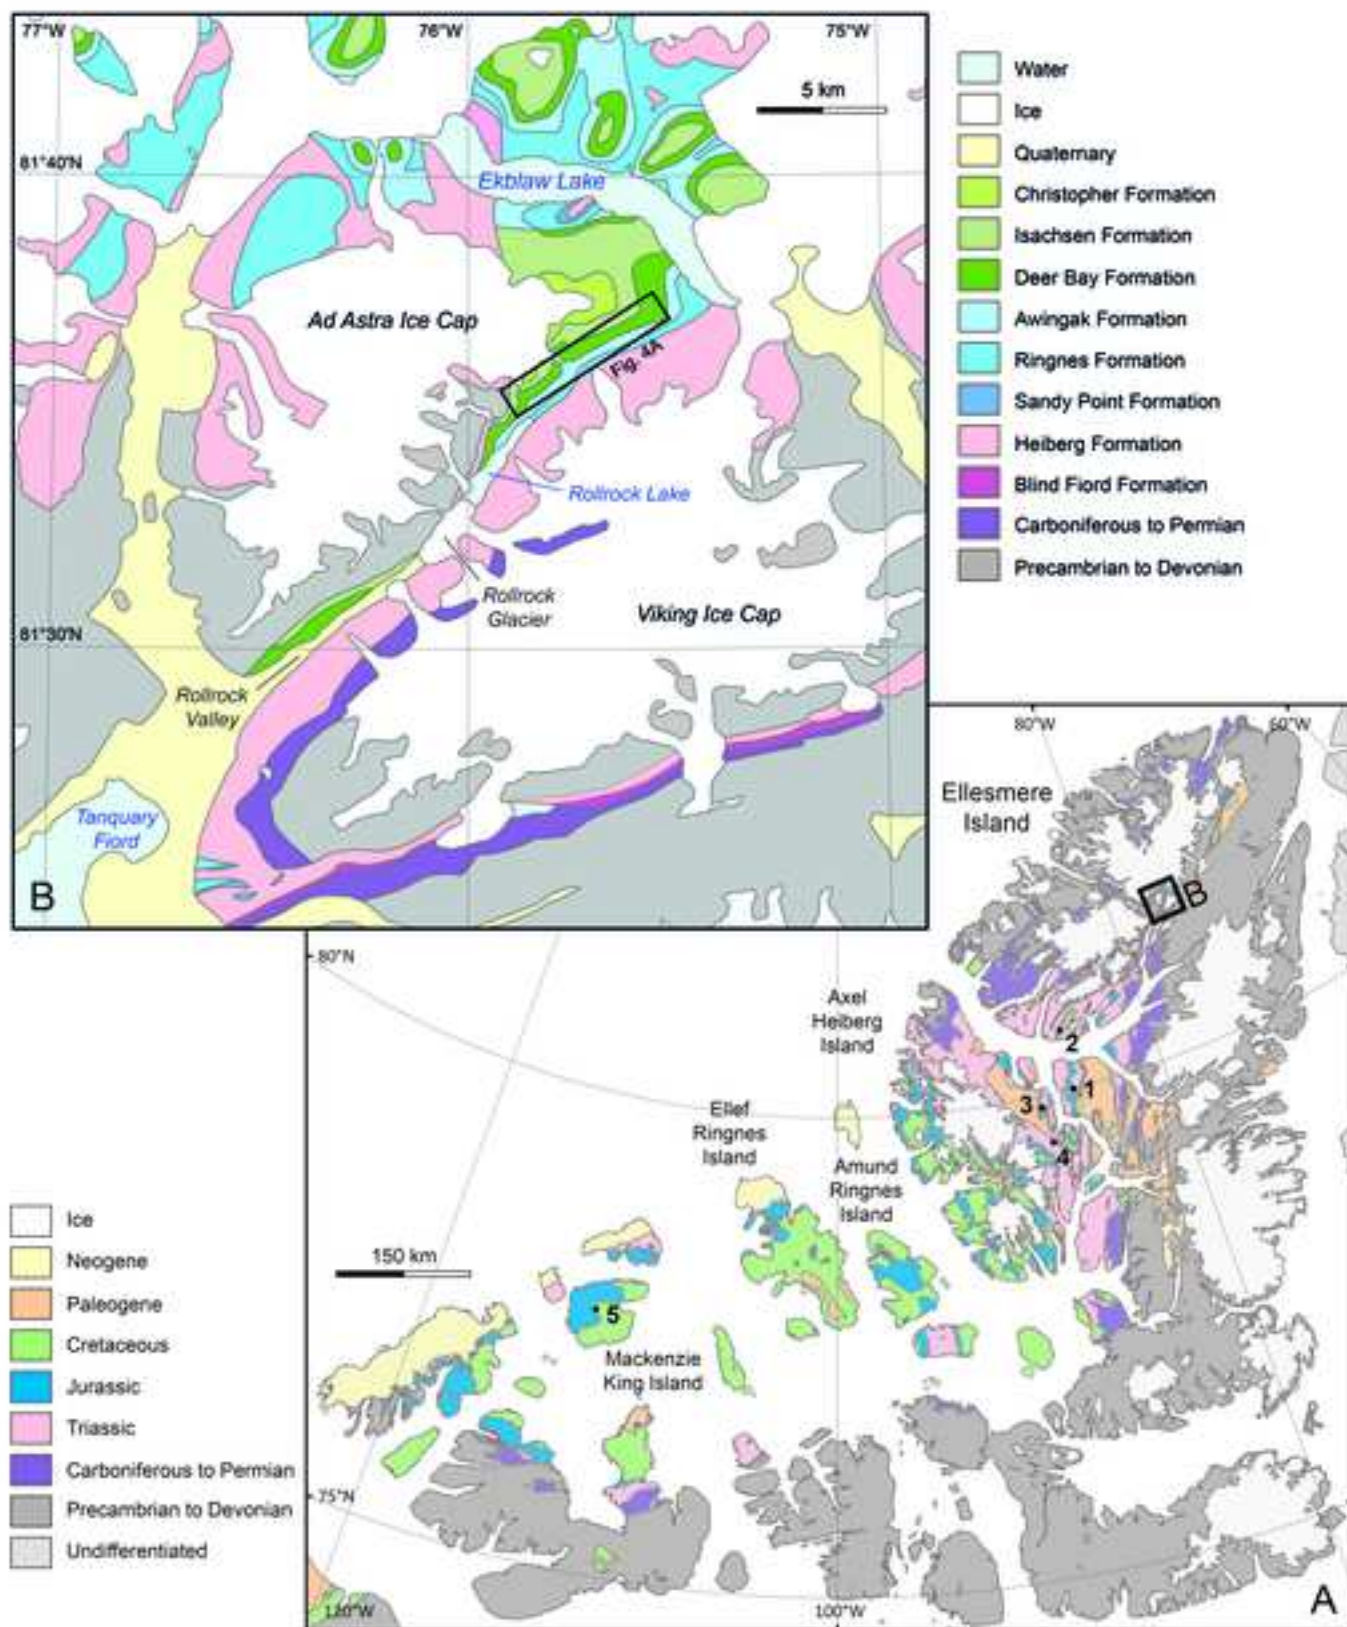 77°W
76°W
75°W
5 km
81°40'N
Ekblaw Lake
Ad Astra Ice Cap
Fig. 4A
Rollrock Lake
Rollrock
Glacier
Viking Ice Cap
81°30'N
Rollrock
Valley
Tanquary
Fiord
B
Water
Ice
Quaternary
Christopher Formation
Isachsen Formation
Deer Bay Formation
Awingak Formation
Ringnes Formation
Sandy Point Formation
Heiberg Formation
Blind Fiord Formation
Carboniferous to Permian
Precambrian to Devonian
80°W
60°W
Ellesmere
Island
B
80°N
Axel
Heiberg
Island
2
1
3
4
Ellef
Ringnes
Island
Amund
Ringnes
Island
150 km
5
Mackenzie
King Island
75°N
120°W
100°W
A
Ice
Neogene
Paleogene
Cretaceous
Jurassic
Triassic
Carboniferous to Permian
Precambrian to Devonian
Undifferentiated